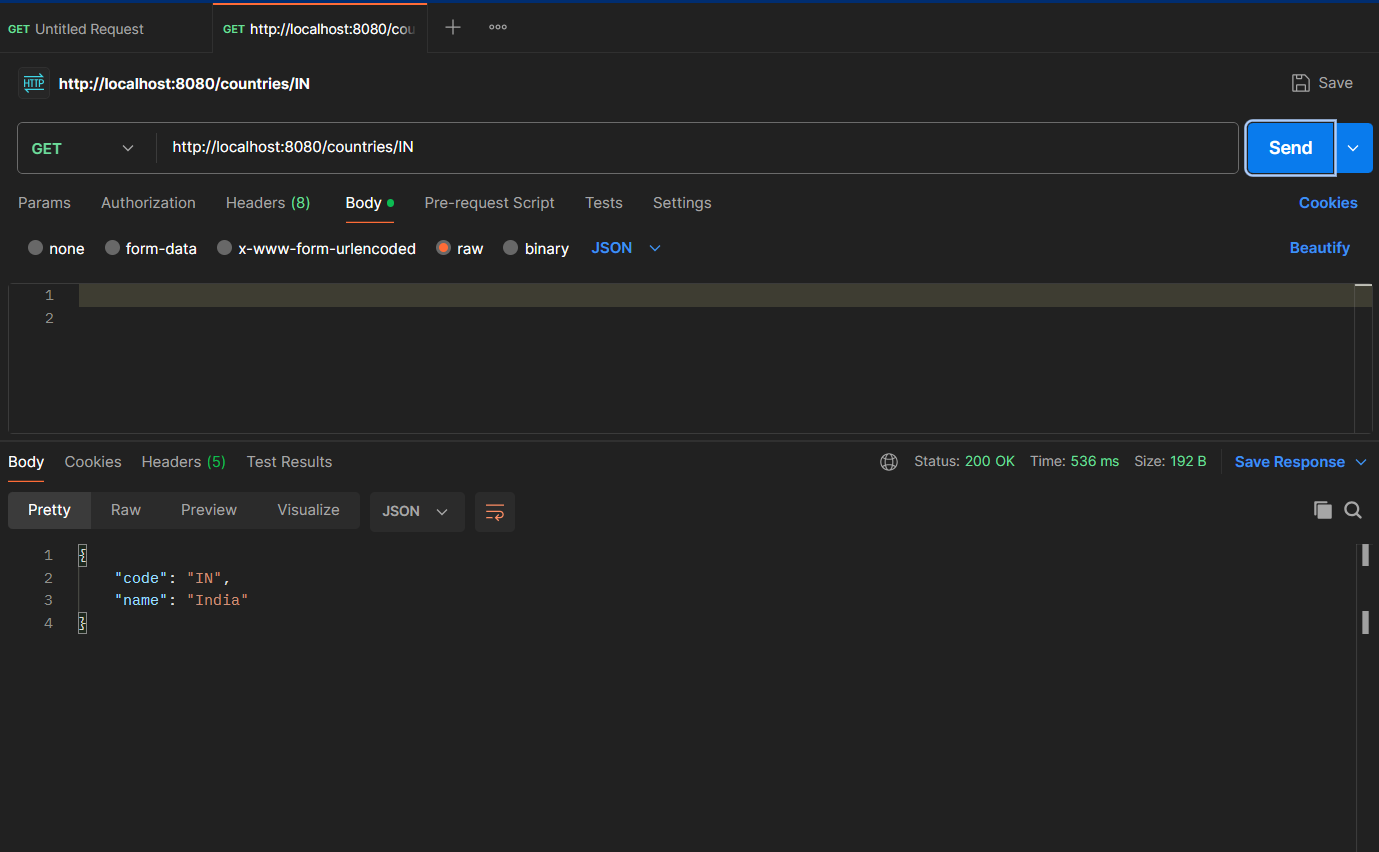 GET Untitled Request
GET http://localhost:8080/cou
HTTP http://localhost:8080/countries/IN
Save
GET
http://localhost:8080/countries/IN
Send
Params Authorization Headers (8) Body Pre-request Script Tests Settings Cookies
none form-data x-www-form-urlencoded raw binary JSON Beautify
1
2
Body Cookies Headers (5) Test Results Status: 200 OK Time: 536 ms Size: 192 B Save Response
Pretty Raw Preview Visualize JSON
1 {
2 "code": "IN",
3 "name": "India"
4 }